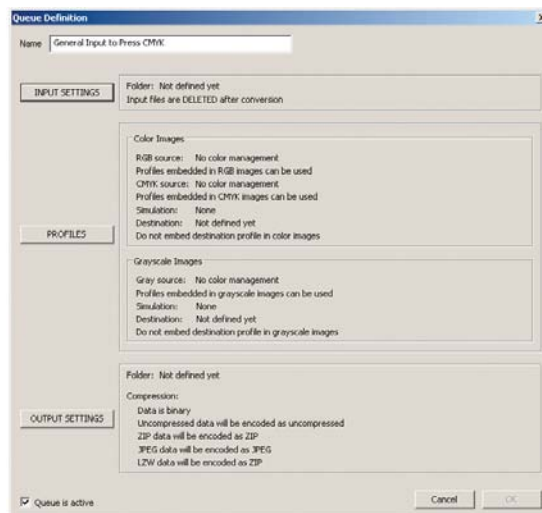 Queue Definition
Name General Input to Press CMYK
INPUT SETTINGS
Folder: Not defined yet
Input files are DELETED after conversion
PROFILES
Color Images
RGB source: No color management
Profiles embedded in RGB images can be used
CMYK source: No color management
Profiles embedded in CMYK images can be used
Simulation: None
Destination: Not defined yet
Do not embed destination profile in color images
Grayscale Images
Gray source: No color management
Profiles embedded in grayscale images can be used
Simulation: None
Destination: Not defined yet
Do not embed destination profile in grayscale images
OUTPUT SETTINGS
Folder: Not defined yet
Compression:
Data is binary
Uncompressed data will be encoded as uncompressed
ZIP data will be encoded as ZIP
JPEG data will be encoded as JPEG
LZW data will be encoded as ZIP
Queue is active
Cancel
OK